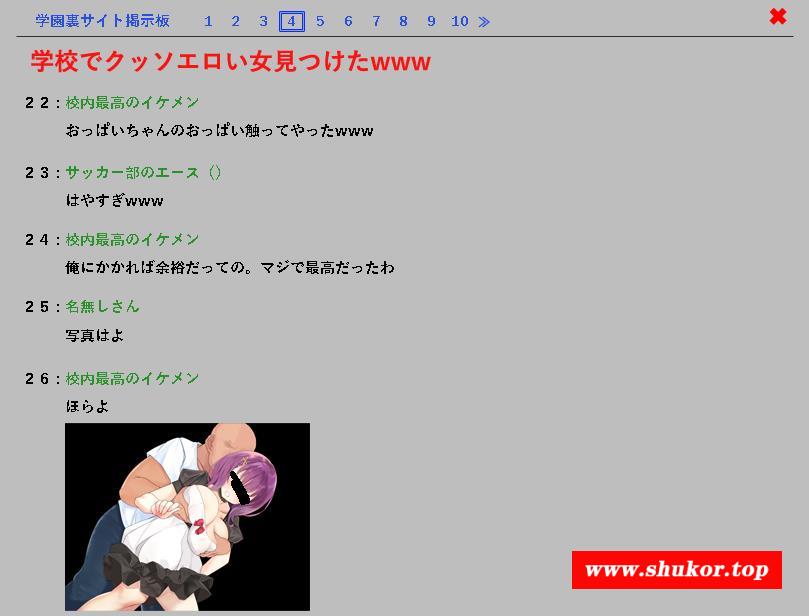 学園裏サイト掲示板 1 2 3 4 5 6 7 8 9 10 ≫
学校でクッソエロい女見つけたwww
２２：校内最高のイケメン
おっぱいちゃんのおっぱい触ってやったwww
２３：サッカー部のエース（）
はやすぎwww
２４：校内最高のイケメン
俺にかかれば余裕だっての。マジで最高だったわ
２５：名無しさん
写真はよ
２６：校内最高のイケメン
ほらよ
www.shukor.top